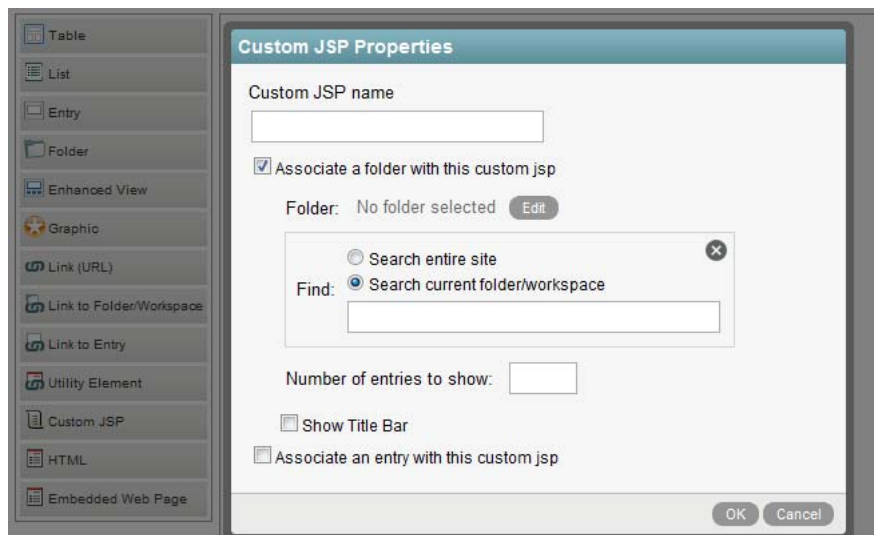 Table
List
Entry
Folder
Enhanced View
Graphic
Link (URL)
Link to Folder/Workspace
Link to Entry
Utility Element
Custom JSP
HTML
Embedded Web Page
Custom JSP Properties
Custom JSP name
Associate a folder with this custom jsp
Folder: No folder selected Edit
Search entire site
Find: Search current folder/workspace
Number of entries to show:
Show Title Bar
Associate an entry with this custom jsp
OK Cancel